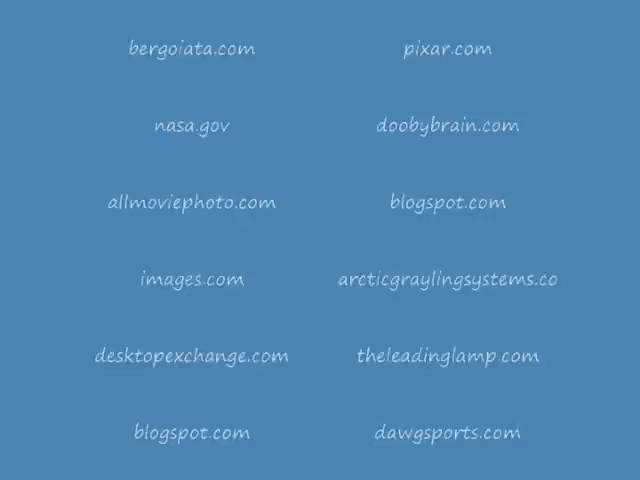 bergoiata.com
pixar.com
nasa.gov
doobybrain.com
allmoviephoto.com
blogspot.com
images.com
arcticgraylingsystems.co
desktopexchange.com
theleadinglamp.com
blogspot.com
dawgsports.com